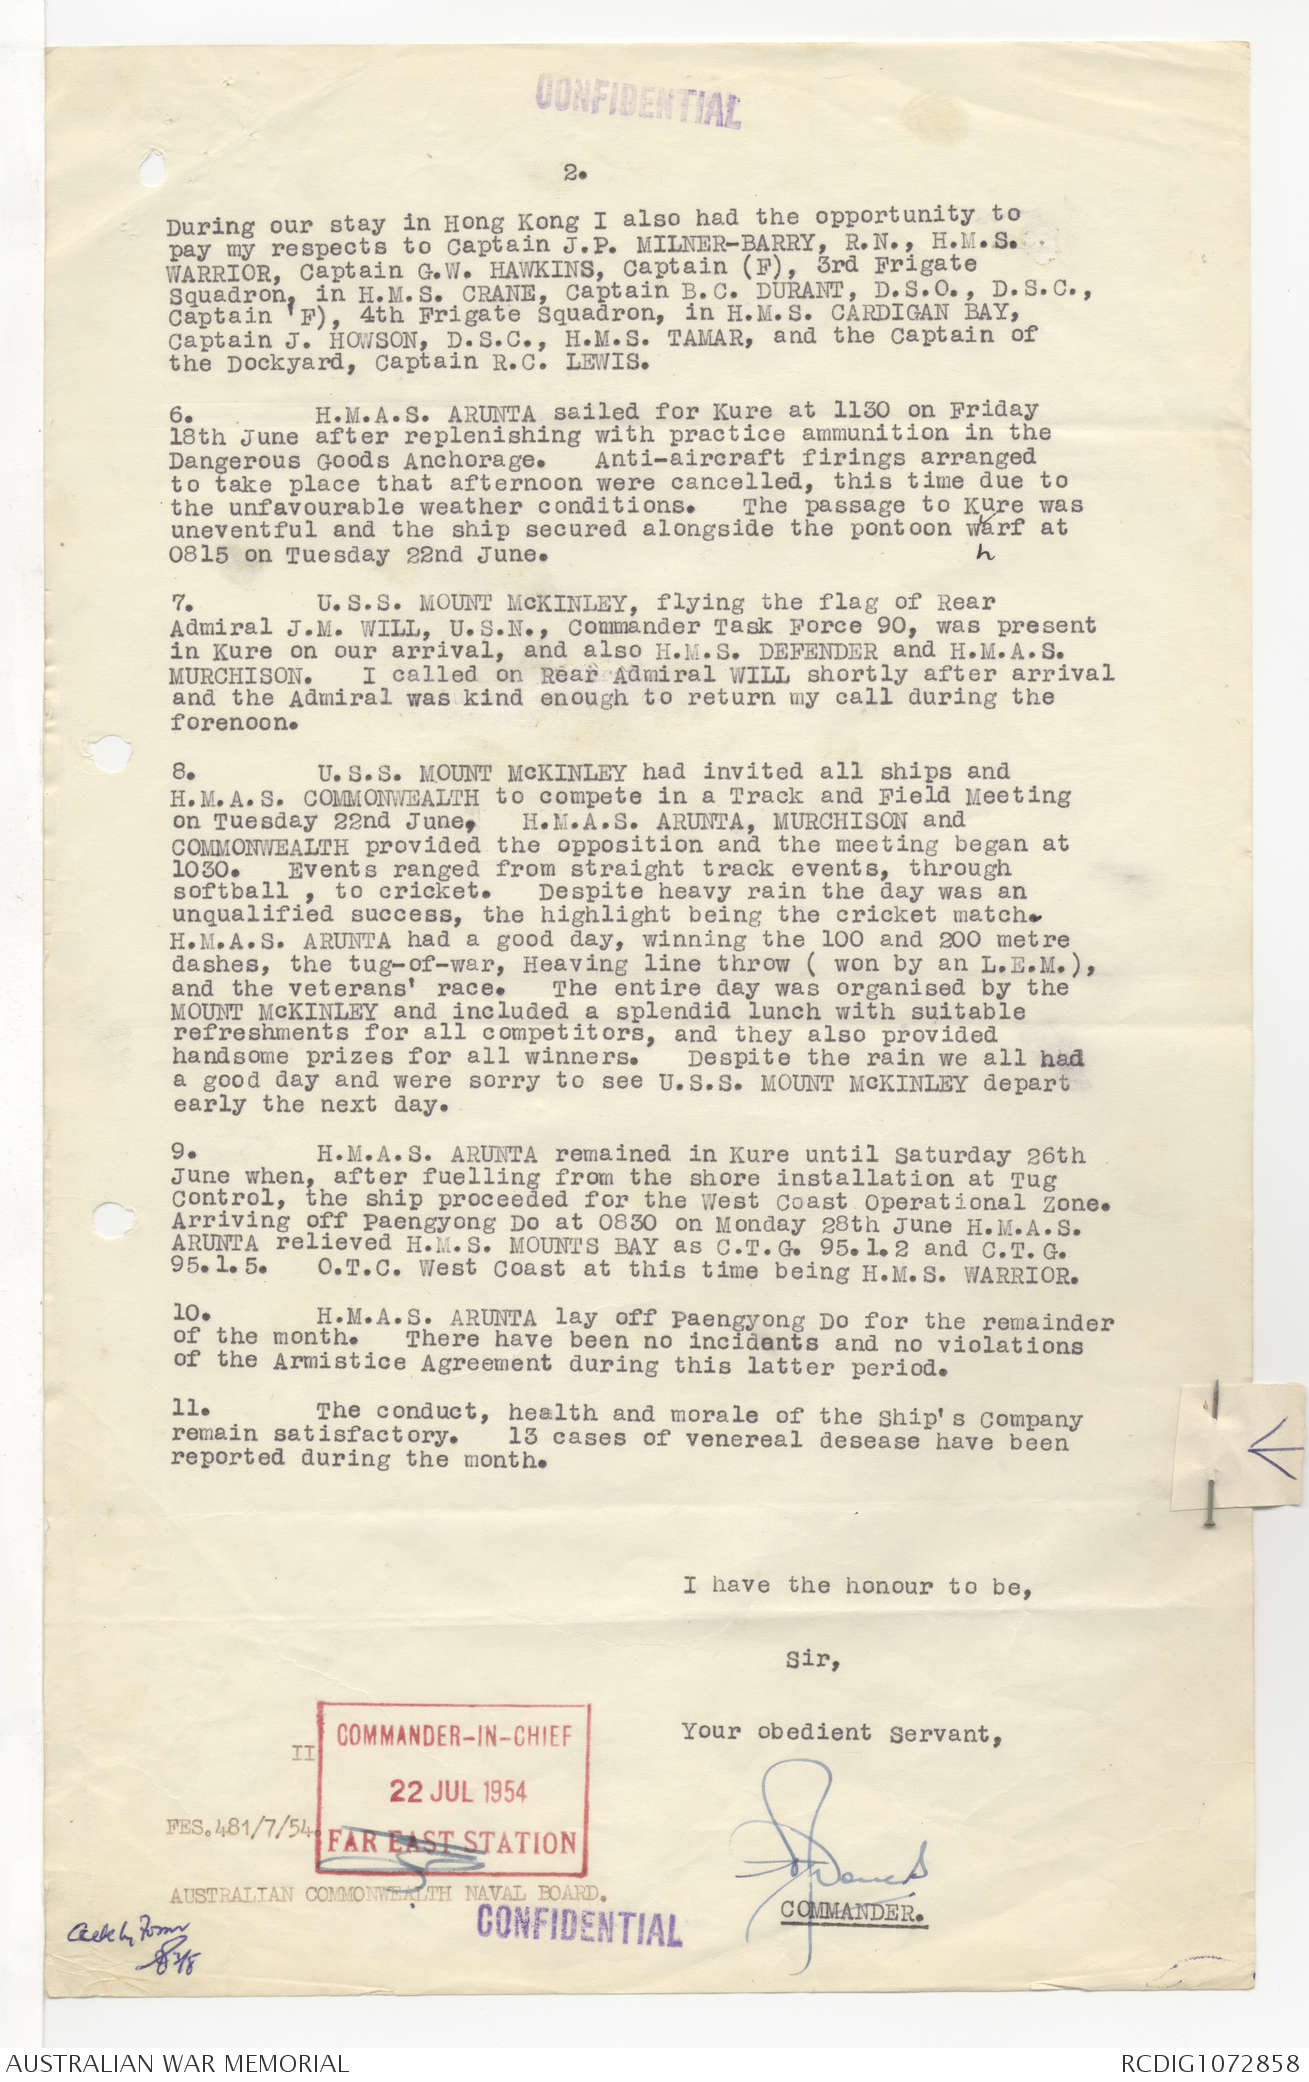 CONFIDENTIAL
2.
During our stay in Hong Kong I also had the opportunity to
pay my respects to Captain J.P. MILNER-BARRY, R.N., H.M.S.
WARRIOR, Captain G.W. HAWKINS, Captain (F), 3rd Frigate
Squadron, in H.M.S. CRANE, Captain B.C. DURANT, D.S.O., D.S.C.,
Captain 'F), 4th Frigate Squadron, in H.M.S. CARDIGAN BAY,
Captain J. HOWSON, D.S.C., H.M.S. TAMAR, and the Captain of
the Dockyard, Captain R.C. LEWIS.
6. H.M.A.S. ARUNTA sailed for Kure at 1130 on Friday
18th June after replenishing with practice ammunition in the
Dangerous Goods Anchorage. Anti-aircraft firings arranged
to take place that afternoon were cancelled, this time due to
the unfavourable weather conditions. The passage to Kure was
uneventful and the ship secured alongside the pontoon warf at
0815 on Tuesday 22nd June. h
7. U.S.S. MOUNT McKINLEY, flying the flag of Rear
Admiral J.M. WILL, U.S.N., Commander Task Force 90, was present
in Kure on our arrival, and also H.M.S. DEFENDER and H.M.A.S.
MURCHISON. I called on Rear Admiral WILL shortly after arrival
and the Admiral was kind enough to return my call during the
forenoon.
8. U.S.S. MOUNT McKINLEY had invited all ships and
H.M.A.S. COMMONWEALTH to compete in a Track and Field Meeting
on Tuesday 22nd June, H.M.A.S. ARUNTA, MURCHISON and
COMMONWEALTH provided the opposition and the meeting began at
1030. Events ranged from straight track events, through
softball , to cricket. Despite heavy rain the day was an
unqualified success, the highlight being the cricket match.
H.M.A.S. ARUNTA had a good day, winning the 100 and 200 metre
dashes, the tug-of-war, Heaving line throw ( won by an L.E.M.),
and the veterans' race. The entire day was organised by the
MOUNT McKINLEY and included a splendid lunch with suitable
refreshments for all competitors, and they also provided
handsome prizes for all winners. Despite the rain we all had
a good day and were sorry to see U.S.S. MOUNT McKINLEY depart
early the next day.
9. H.M.A.S. ARUNTA remained in Kure until Saturday 26th
June when, after fuelling from the shore installation at Tug
Control, the ship proceeded for the West Coast Operational Zone.
Arriving off Paengyong Do at 0830 on Monday 28th June H.M.A.S.
ARUNTA relieved H.M.S. MOUNTS BAY as C.T.G. 95.1.2 and C.T.G.
95.1.5. O.T.C. West Coast at this time being H.M.S. WARRIOR.
10. H.M.A.S. ARUNTA lay off Paengyong Do for the remainder
of the month. There have been no incidents and no violations
of the Armistice Agreement during this latter period.
11. The conduct, health and morale of the Ship's Company
remain satisfactory. 13 cases of venereal desease have been
reported during the month.
I have the honour to be,
Sir,
Your obedient Servant,
COMMANDER.
II
COMMANDER-IN-CHIEF
22 JUL 1954
FAR EAST STATION
FES.481/7/54.
AUSTRALIAN COMMONWEALTH NAVAL BOARD.
CONFIDENTIAL
3/8
AUSTRALIAN WAR MEMORIAL
RCDIG1072858